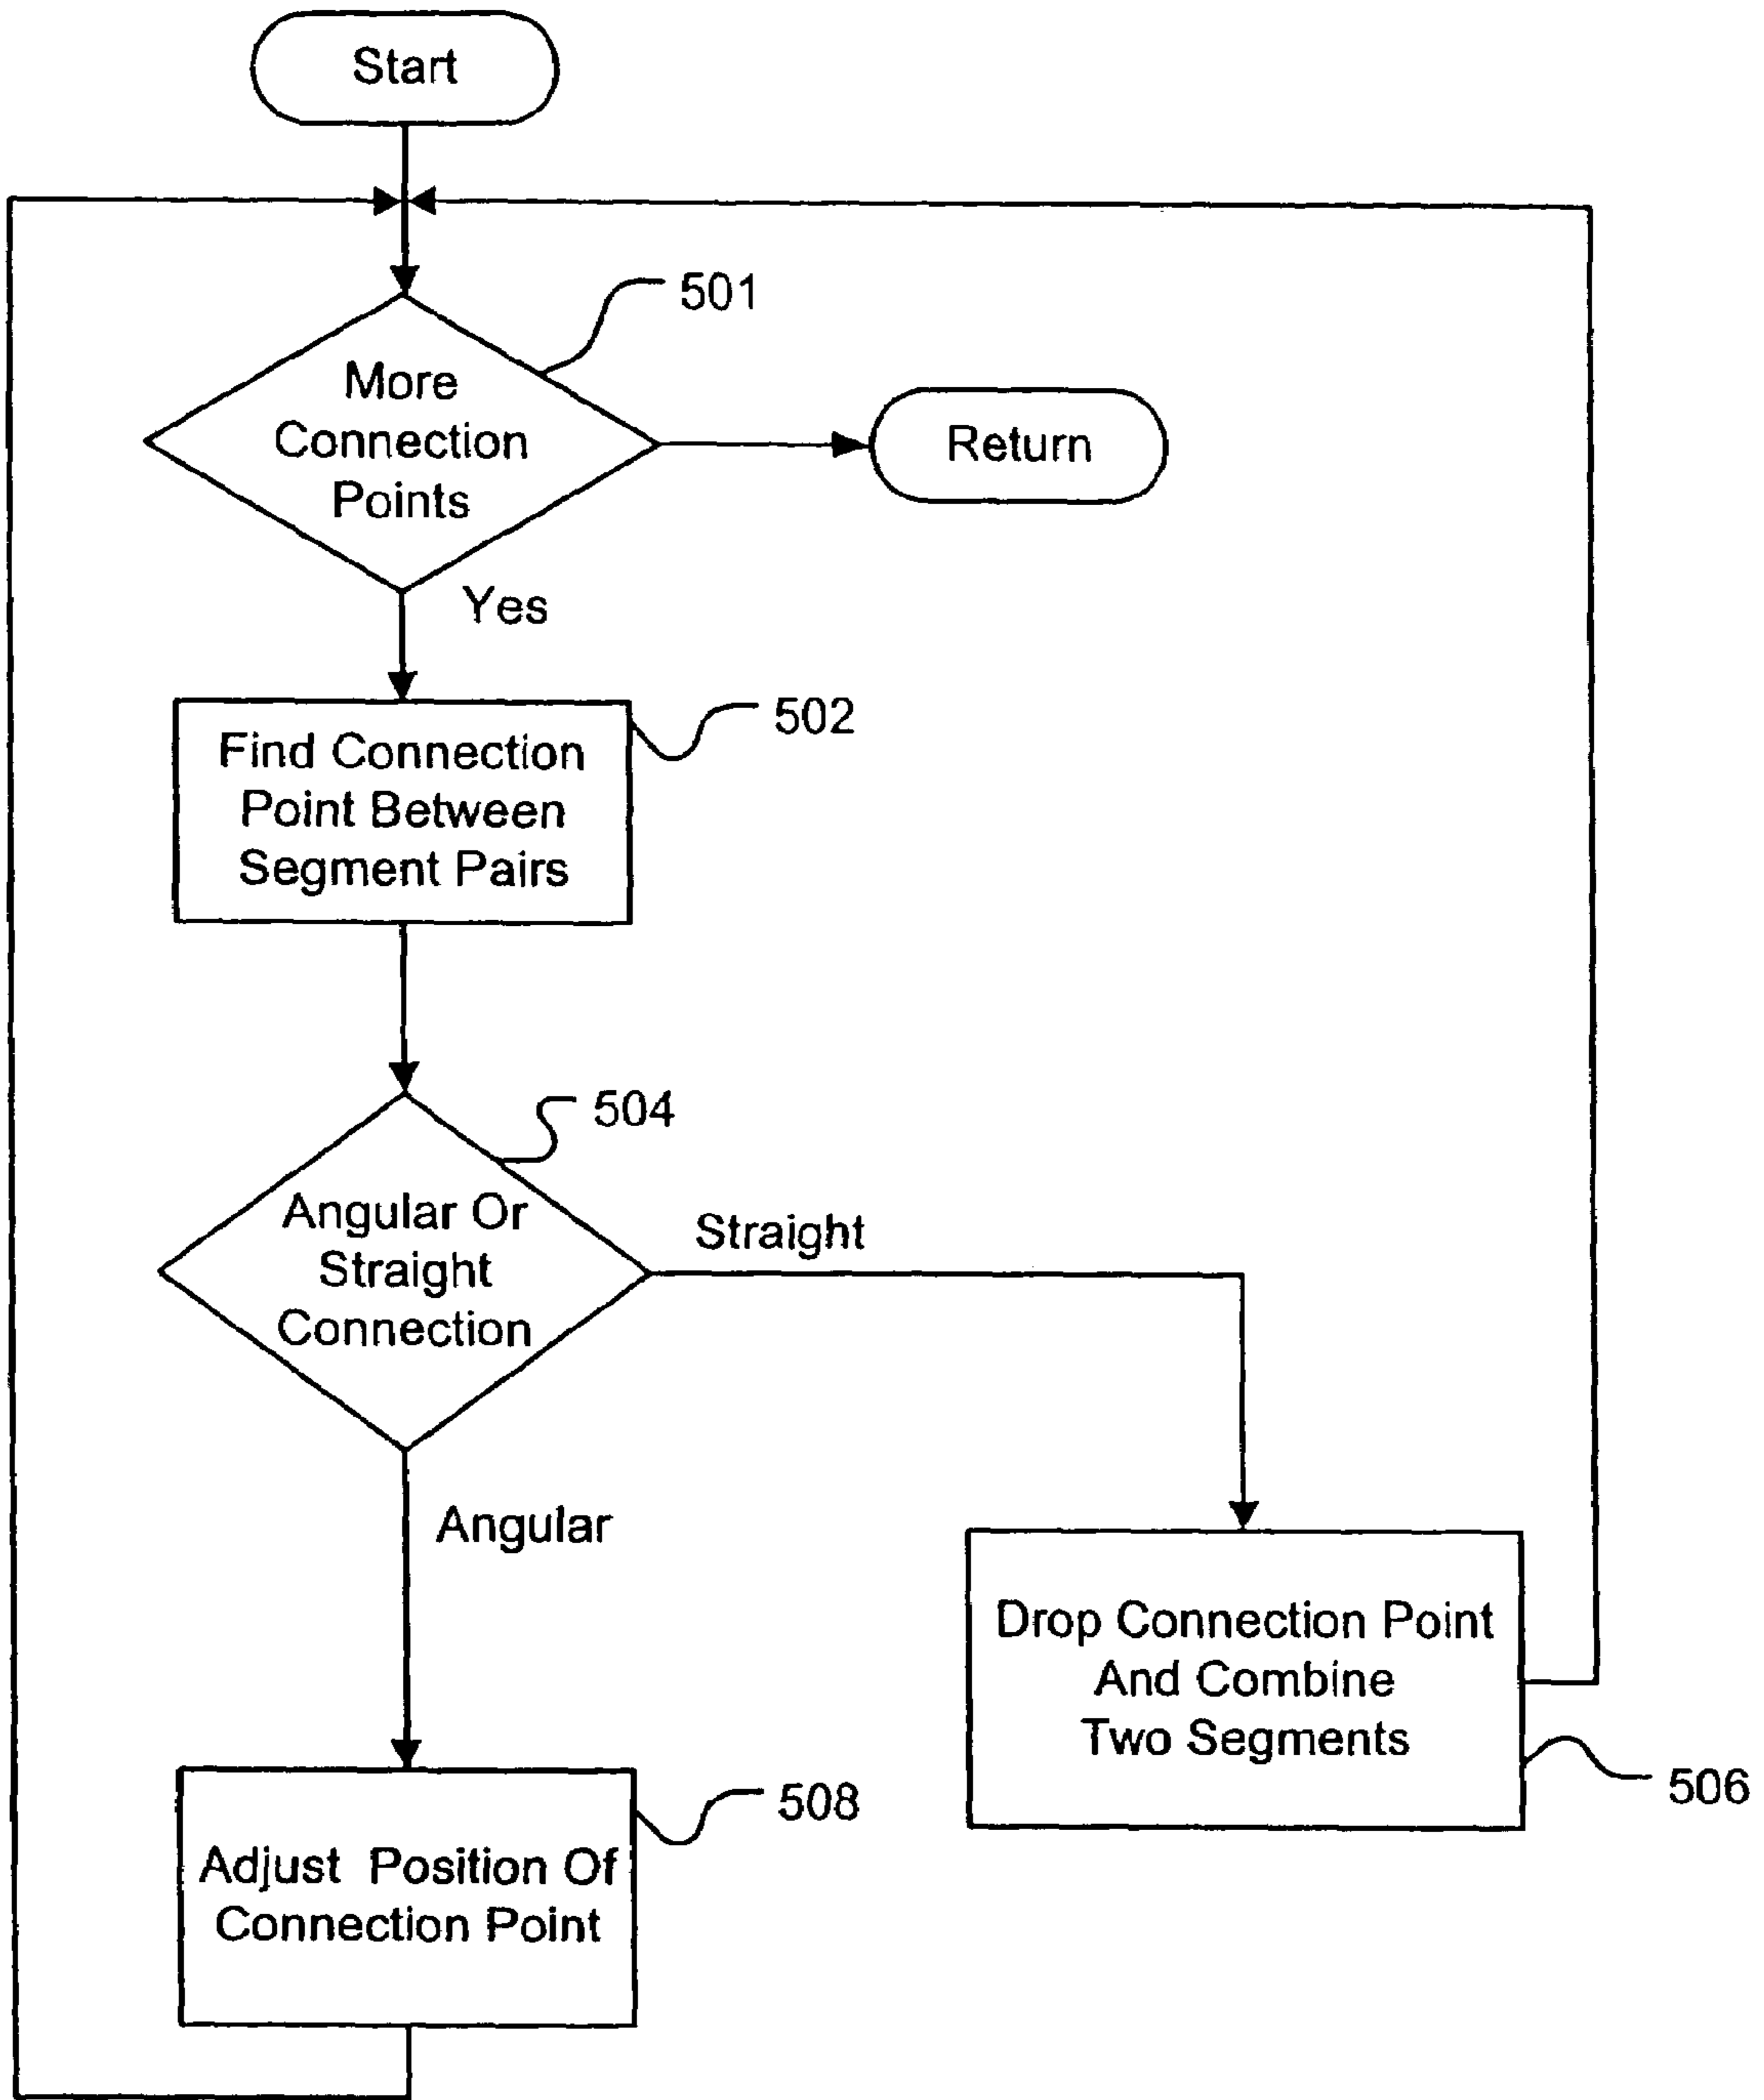 Start
501
More
Connection
Points
Return
Yes
502
Find Connection
Point Between
Segment Pairs
504
Angular Or
Straight
Connection
Straight
Angular
Drop Connection Point
And Combine
Two Segments
506
508
Adjust Position Of
Connection Point